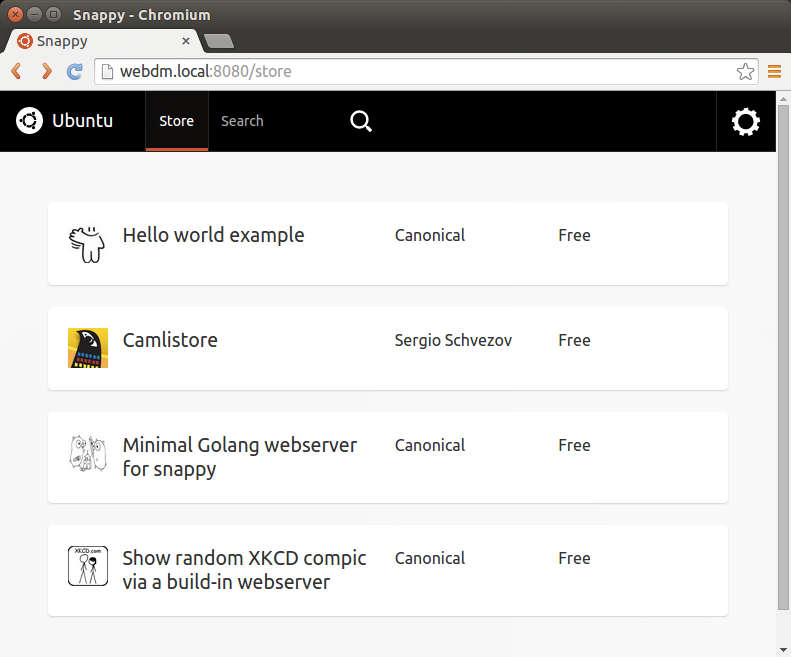 Snappy - Chromium
Snappy
webdm.local:8080/store
Ubuntu
Store
Search
Hello world example
Canonical
Free
Camlistore
Sergio Schvezov
Free
Minimal Golang webserver
for snappy
Canonical
Free
XKCD.com
Show random XKCD compic
via a build-in webserver
Canonical
Free